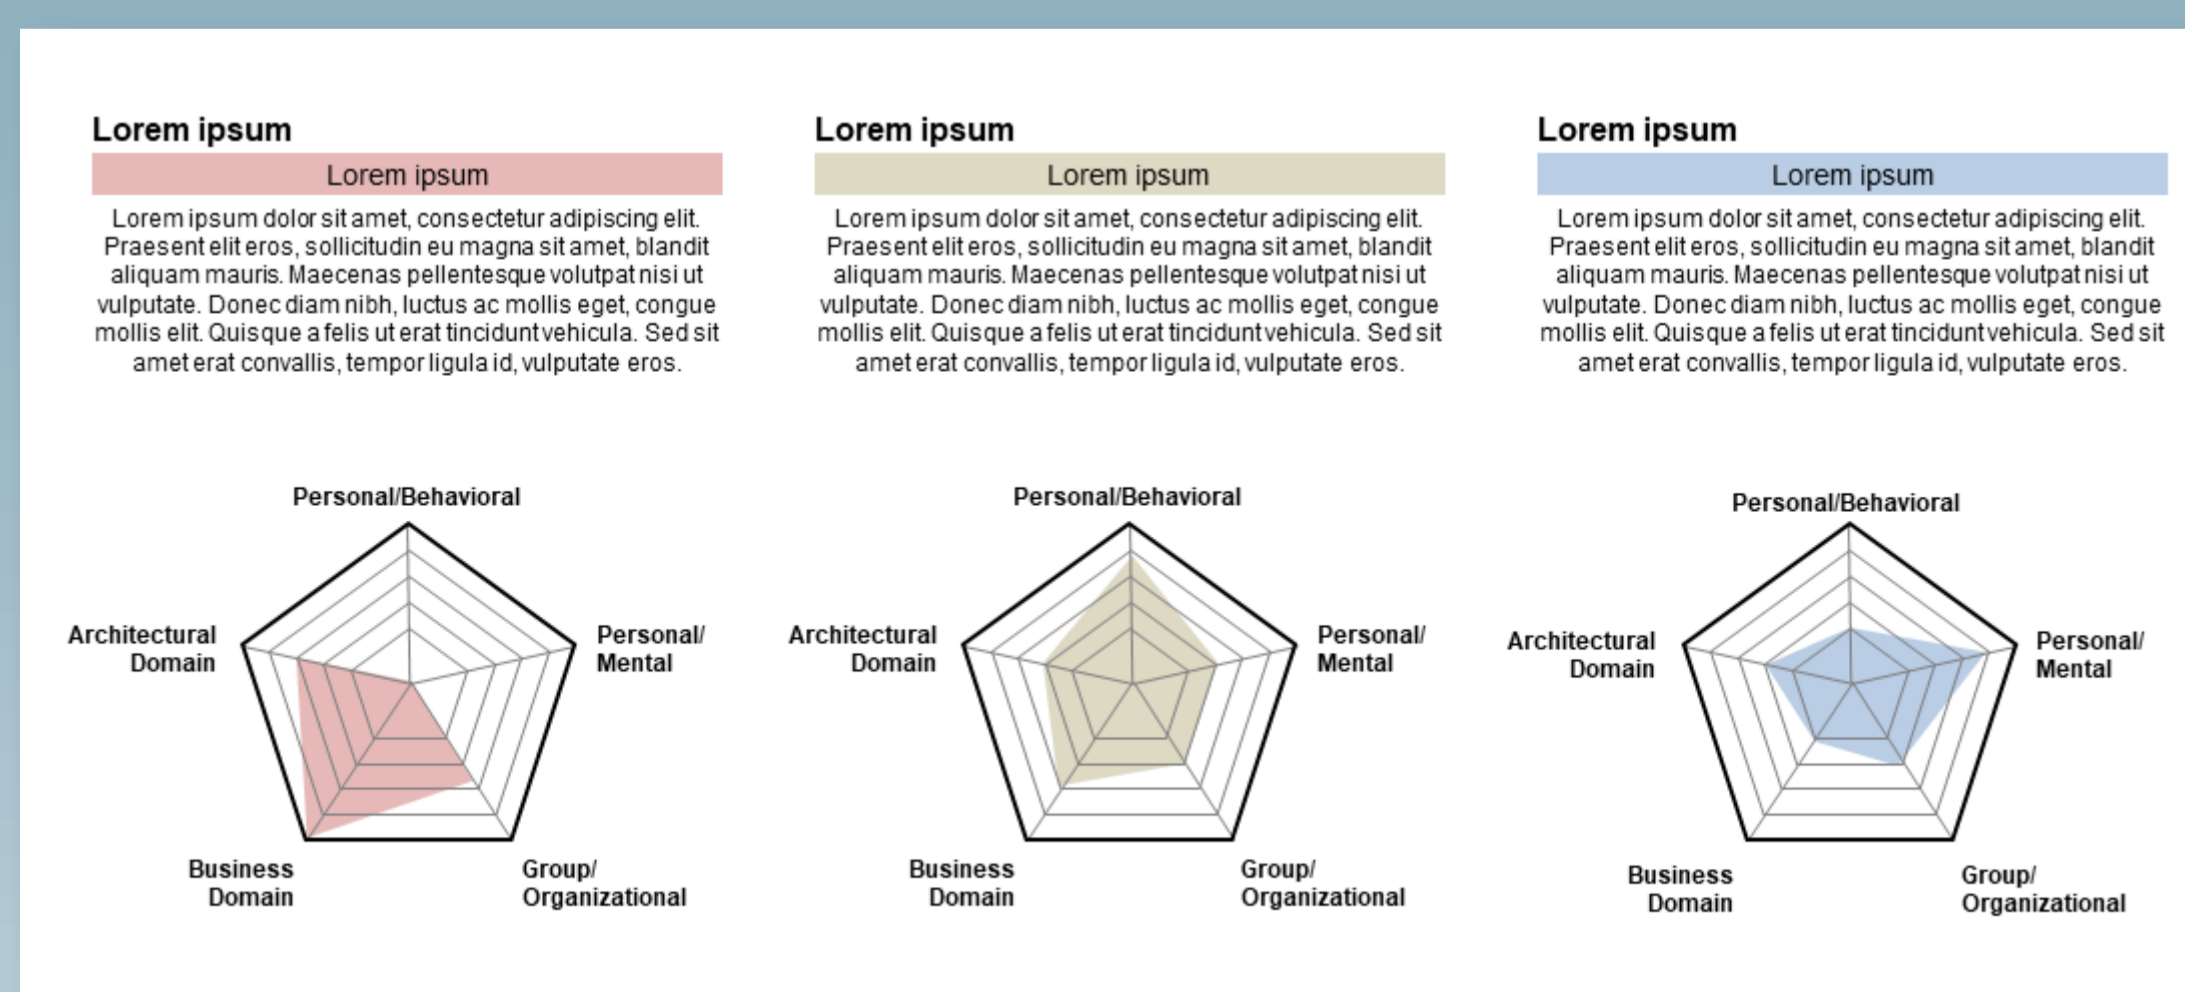 Lorem ipsum
Lorem ipsum
Lorem ipsum dolor sit amet, consectetur adipiscing elit.
Praesent elit eros, sollicitudin eu magna sit amet, blandit
aliquam mauris. Maecenas pellentesque volutpat nisi ut
vulputate. Donec diam nibh, luctus ac mollis eget, congue
mollis elit. Quisque a felis ut erat tincidunt vehicula. Sed sit
amet erat convallis, tempor ligula id, vulputate eros.
Personal/Behavioral
Architectural
Domain
Personal/
Mental
Business
Domain
Group/
Organizational
Lorem ipsum
Lorem ipsum
Lorem ipsum dolor sit amet, consectetur adipiscing elit.
Praesent elit eros, sollicitudin eu magna sit amet, blandit
aliquam mauris. Maecenas pellentesque volutpat nisi ut
vulputate. Donec diam nibh, luctus ac mollis eget, congue
mollis elit. Quisque a felis ut erat tincidunt vehicula. Sed sit
amet erat convallis, tempor ligula id, vulputate eros.
Personal/Behavioral
Architectural
Domain
Personal/
Mental
Business
Domain
Group/
Organizational
Lorem ipsum
Lorem ipsum
Lorem ipsum dolor sit amet, consectetur adipiscing elit.
Praesent elit eros, sollicitudin eu magna sit amet, blandit
aliquam mauris. Maecenas pellentesque volutpat nisi ut
vulputate. Donec diam nibh, luctus ac mollis eget, congue
mollis elit. Quisque a felis ut erat tincidunt vehicula. Sed sit
amet erat convallis, tempor ligula id, vulputate eros.
Personal/Behavioral
Architectural
Domain
Personal/
Mental
Business
Domain
Group/
Organizational